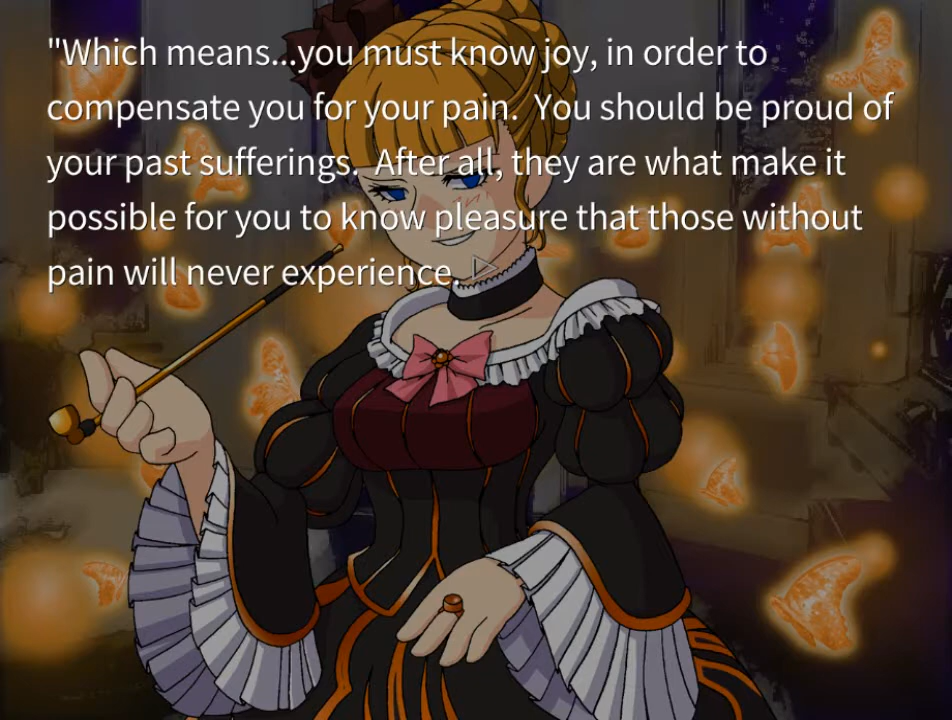 "Which means...you must know joy, in order to
compensate you for your pain.  You should be proud of
your past sufferings.  After all, they are what make it
possible for you to know pleasure that those without
pain will never experience.